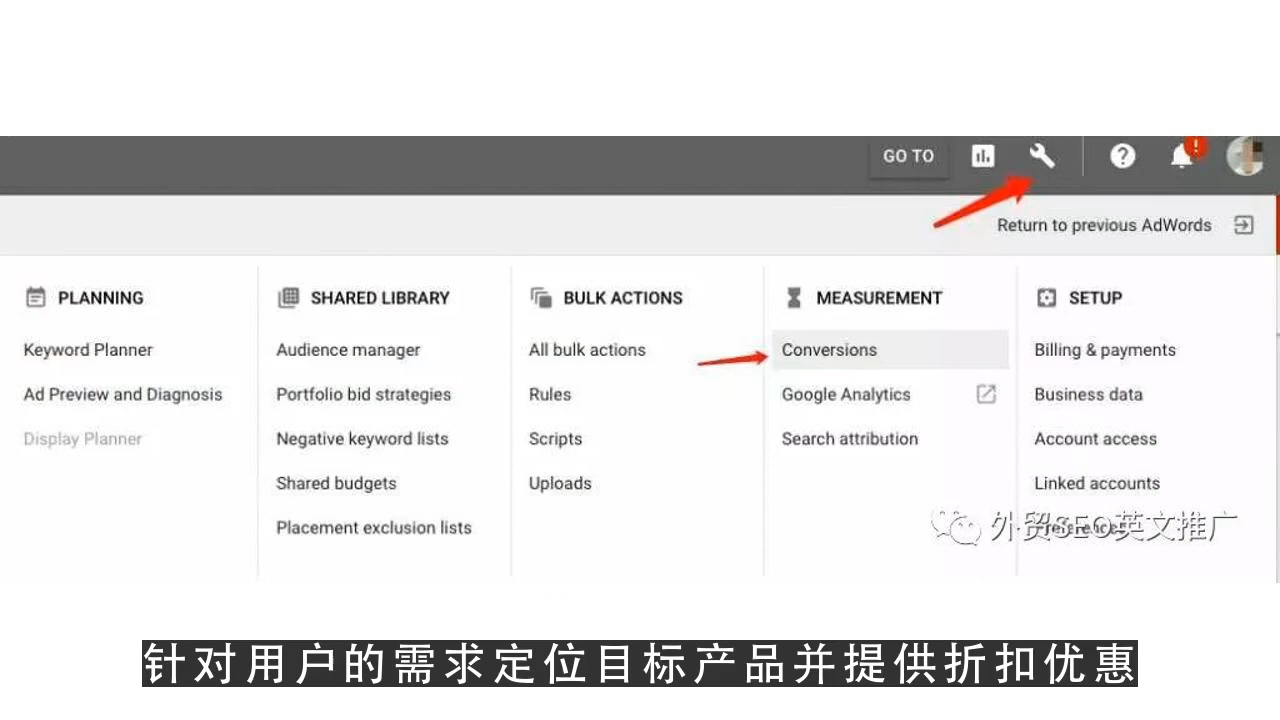 GO TO
Return to previous AdWords
PLANNING
Keyword Planner
Ad Preview and Diagnosis
Display Planner
SHARED LIBRARY
Audience manager
Portfolio bid strategies
Negative keyword lists
Shared budgets
Placement exclusion lists
BULK ACTIONS
All bulk actions
Rules
Scripts
Uploads
MEASUREMENT
Conversions
Google Analytics
Search attribution
SETUP
Billing & payments
Business data
Account access
Linked accounts
外贸SEO英文推广
针对用户的需求定位目标产品并提供折扣优惠